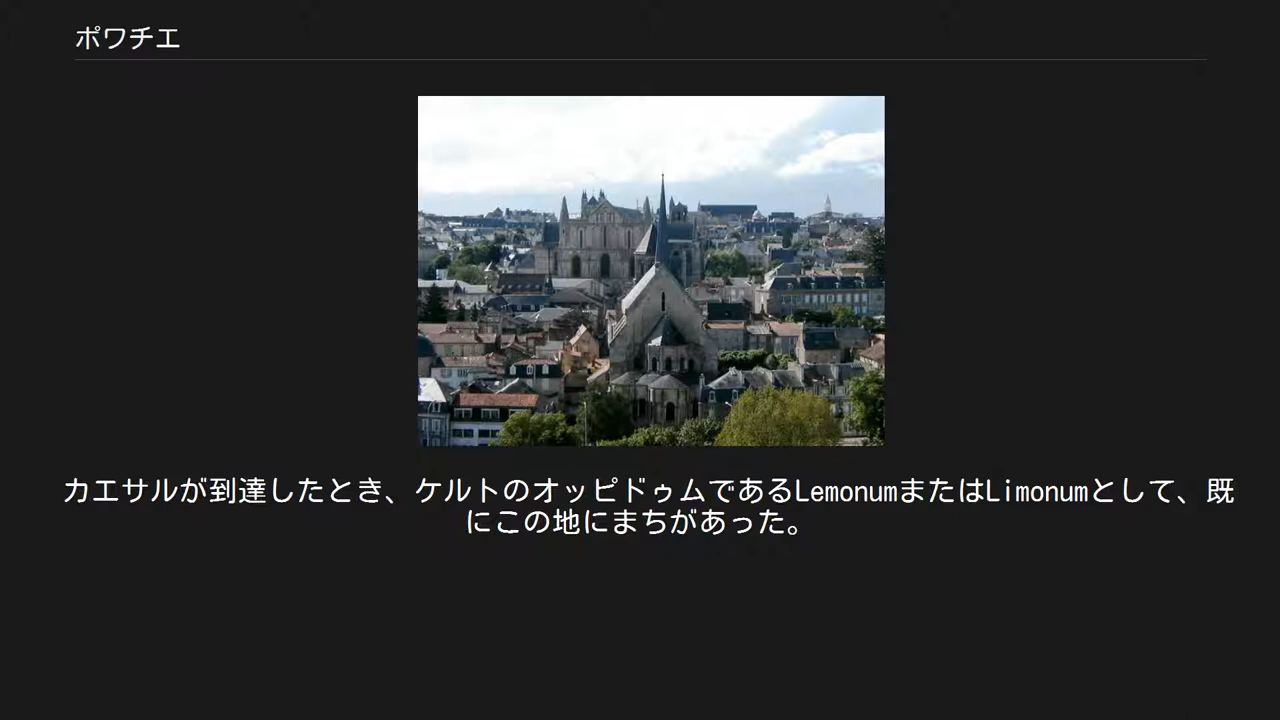 ポワチエ
カエサルが到達したとき、ケルトのオッピドゥムであるLemonumまたはLimonumとして、既
にこの地にまちがあった。